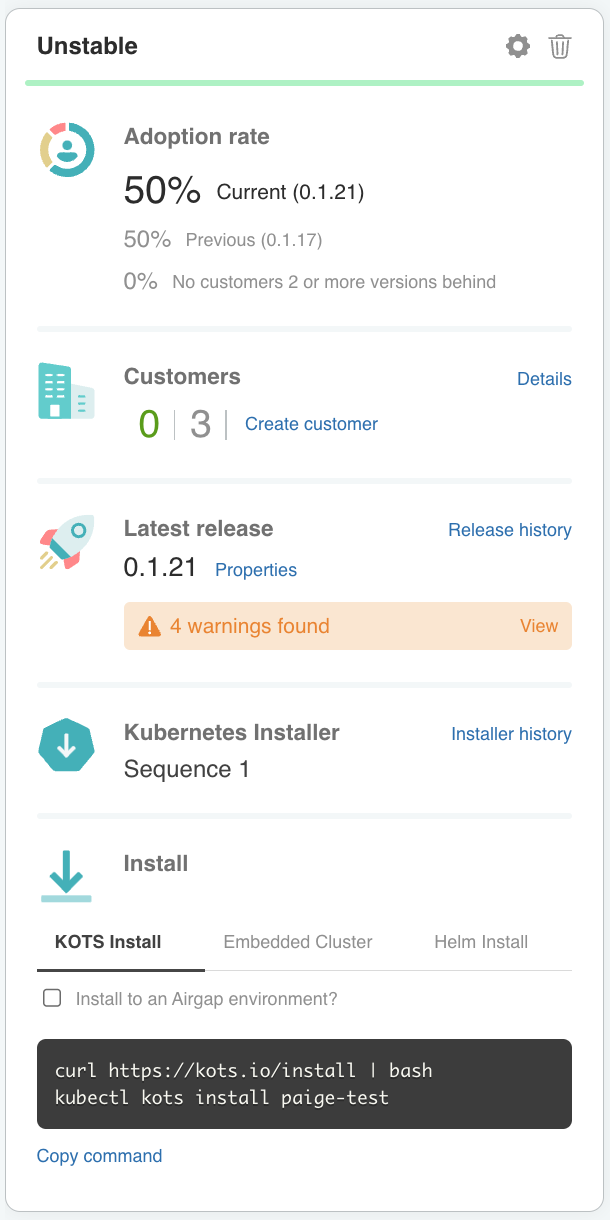 Unstable
Adoption rate
50% Current (0.1.21)
50% Previous (0.1.17)
0% No customers 2 or more versions behind
Customers
Details
0 | 3 | Create customer
Latest release
Release history
0.1.21 Properties
4 warnings found
View
Kubernetes Installer
Installer history
Sequence 1
Install
KOTS Install Embedded Cluster Helm Install
Install to an Airgap environment?
curl https://kots.io/install | bash
kubectl kots install paige-test
Copy command